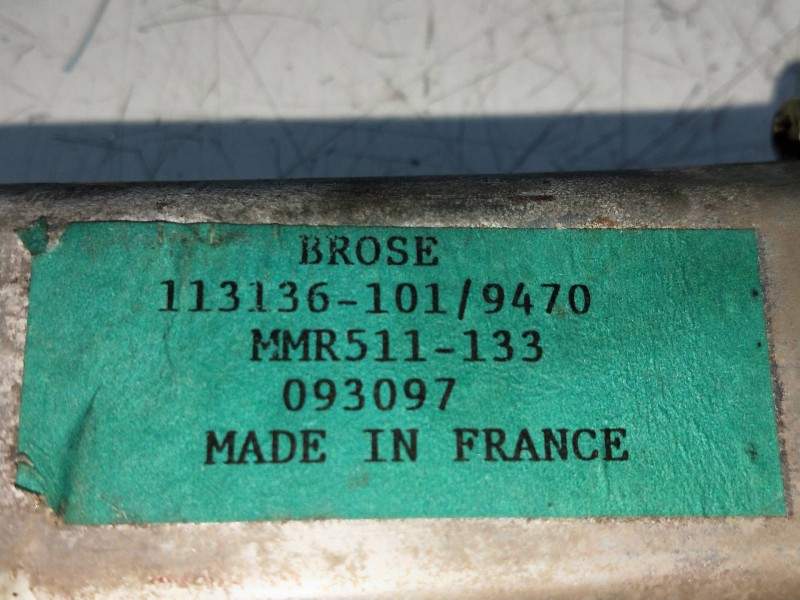 BROSE
113136-101/9470
MMR511-133
093097
MADE IN FRANCE